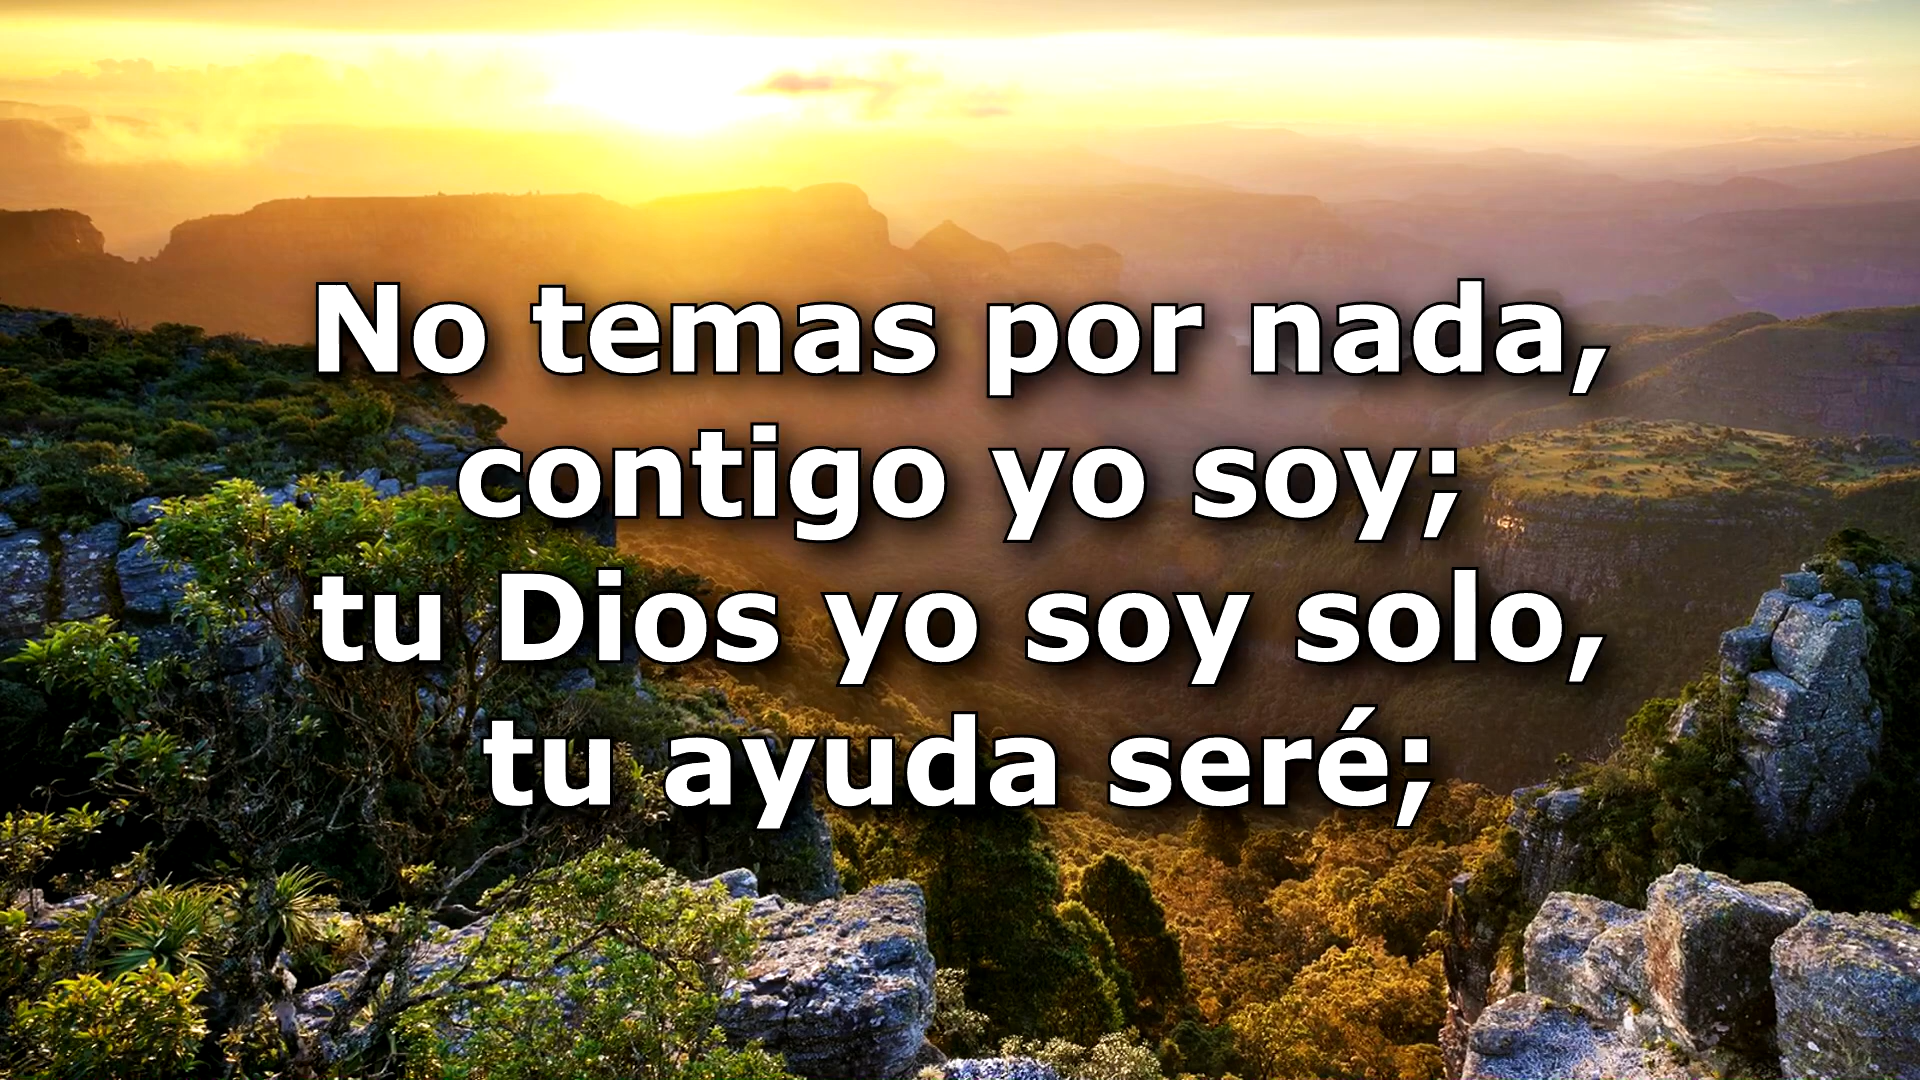 No temas por nada,
contigo yo soy;
tu Dios yo soy solo,
tu ayuda seré;